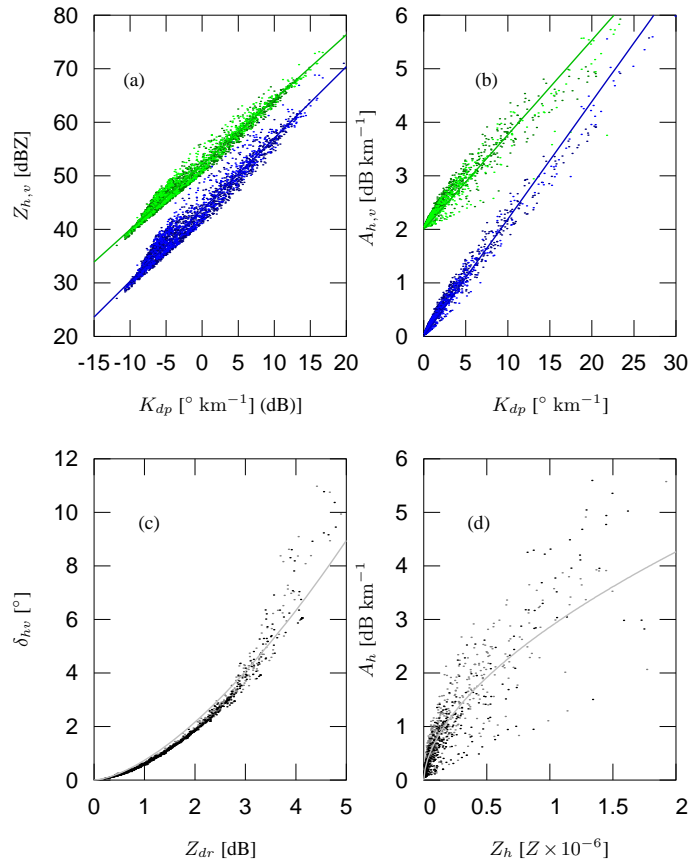 80
70
60
50
40
30
20
Z_{h,v} [dBZ]
(a)
-15 -10 -5 0 5 10 15 20
K_{dp} [° km^{−1}] (dB)]
6
5
4
3
2
1
0
A_{h,v} [dB km^{−1}]
(b)
0 5 10 15 20 25 30
K_{dp} [° km^{−1}]
12
10
8
6
4
2
0
δ_{hv} [°]
(c)
0 1 2 3 4 5
Z_{dr} [dB]
6
5
4
3
2
1
0
A_h [dB km^{−1}]
(d)
0 0.5 1 1.5 2
Z_h [Z × 10^{−6}]